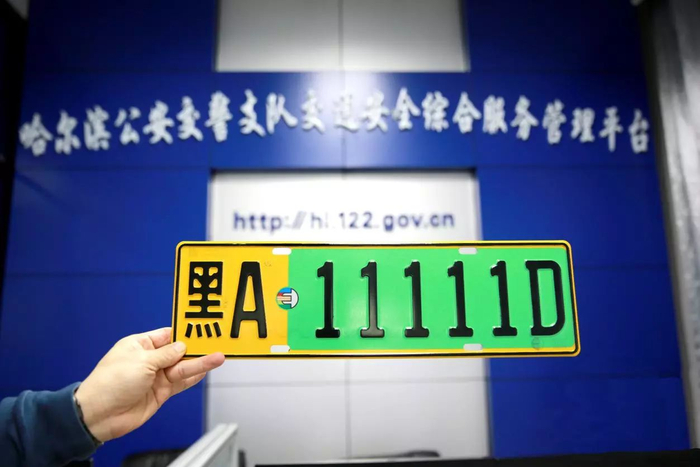 哈尔滨公安交警支队交通安全综合服务管理平台
http://hl.122.gov.cn
黑A 11111D